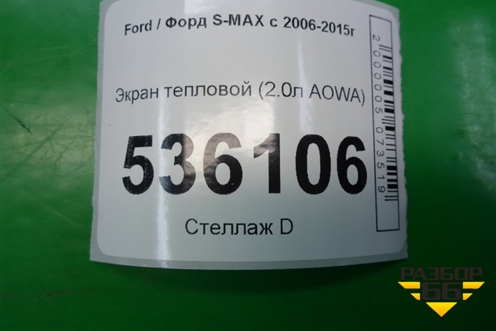 Ford / Форд S-MAX с 2006-2015г
Экран тепловой (2.0л AOWA)
536106
Стеллаж D
2000005073519
РАЗБОР
66